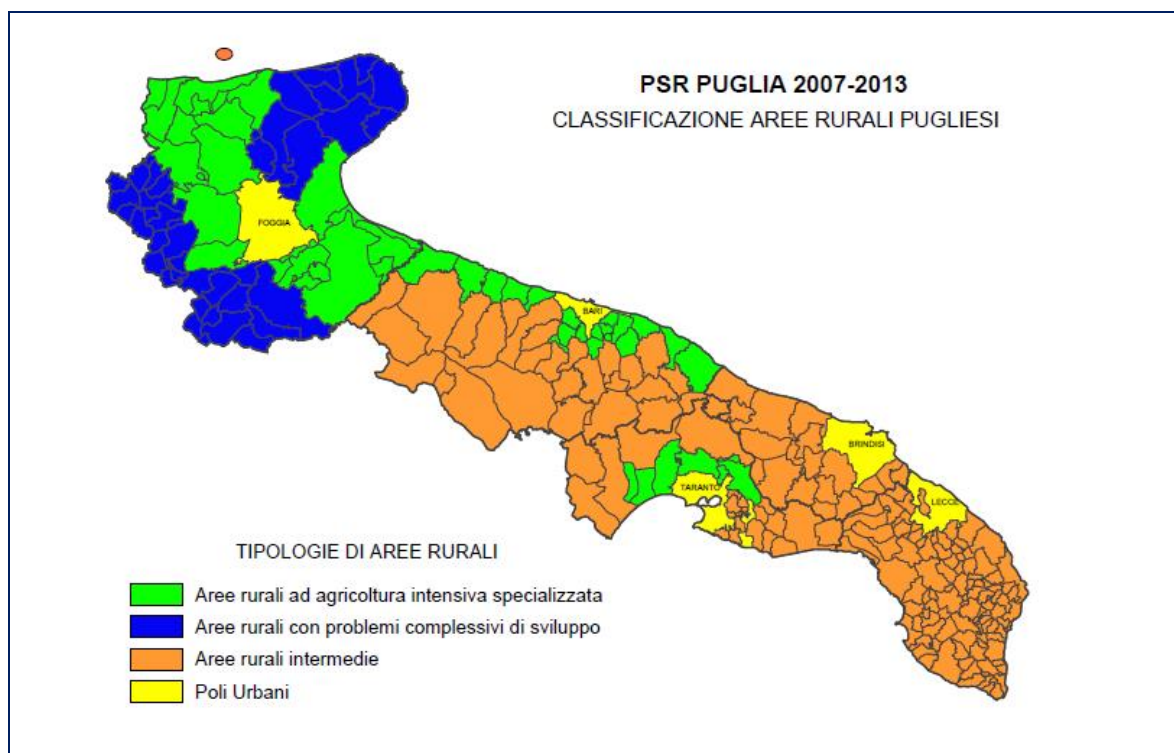 PSR PUGLIA 2007-2013
CLASSIFICAZIONE AREE RURALI PUGLIESI
FOGGIA
BARI
BRINDISI
TARANTO
LECCE
TIPOLOGIE DI AREE RURALI
Aree rurali ad agricoltura intensiva specializzata
Aree rurali con problemi complessivi di sviluppo
Aree rurali intermedie
Poli Urbani